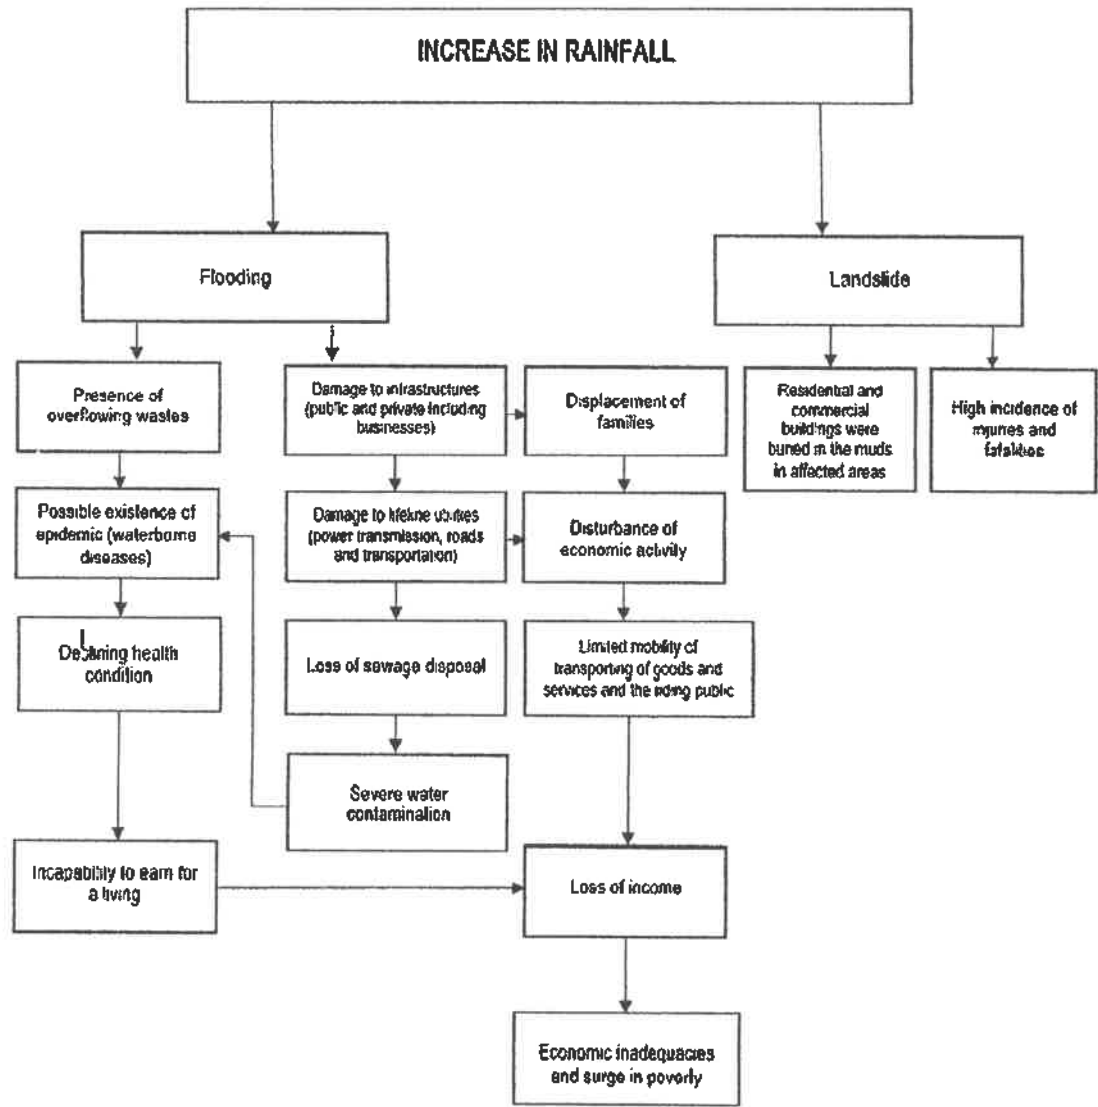 INCREASE IN RAINFALL
Flooding
Landslide
Presence of
overflowing wastes
Damage to infrastructures
(public and private including
businesses)
Displacement of
families
Residential and
commercial
buildings were
buried in the muds
in affected areas
High incidence of
injuries and
fatalities
Possible existence of
epidemic (waterborne
diseases)
Damage to lifeline utilities
(power transmission, roads
and transportation)
Disturbance of
economic activity
Declining health
condition
Loss of sewage disposal
Limited mobility of
transporting of goods and
services and the riding public
Severe water
contamination
Incapability to earn for
a living
Loss of income
Economic inadequacies
and surge in poverty